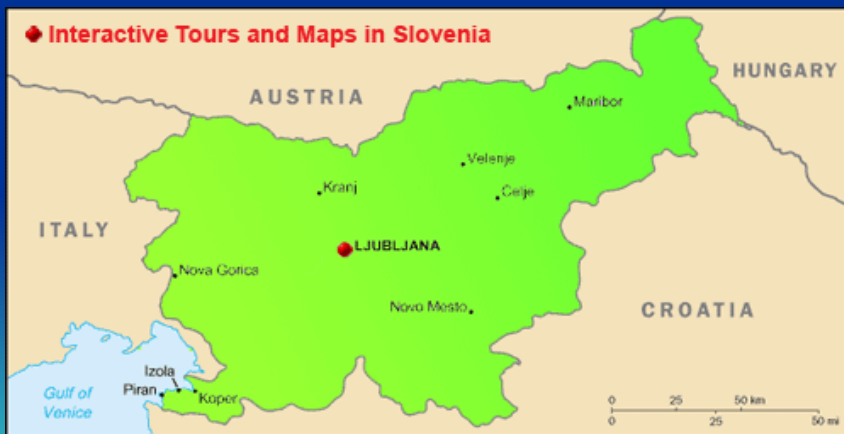 Interactive Tours and Maps in Slovenia
HUNGARY
AUSTRIA
Maribor
Velenje
Kranj
Celje
ITALY
LJUBLJANA
Nova Gorica
Novo Mesto
CROATIA
Izola
Piran
Koper
Gulf of
Venice
0 25 50 km
0 25 50 mi